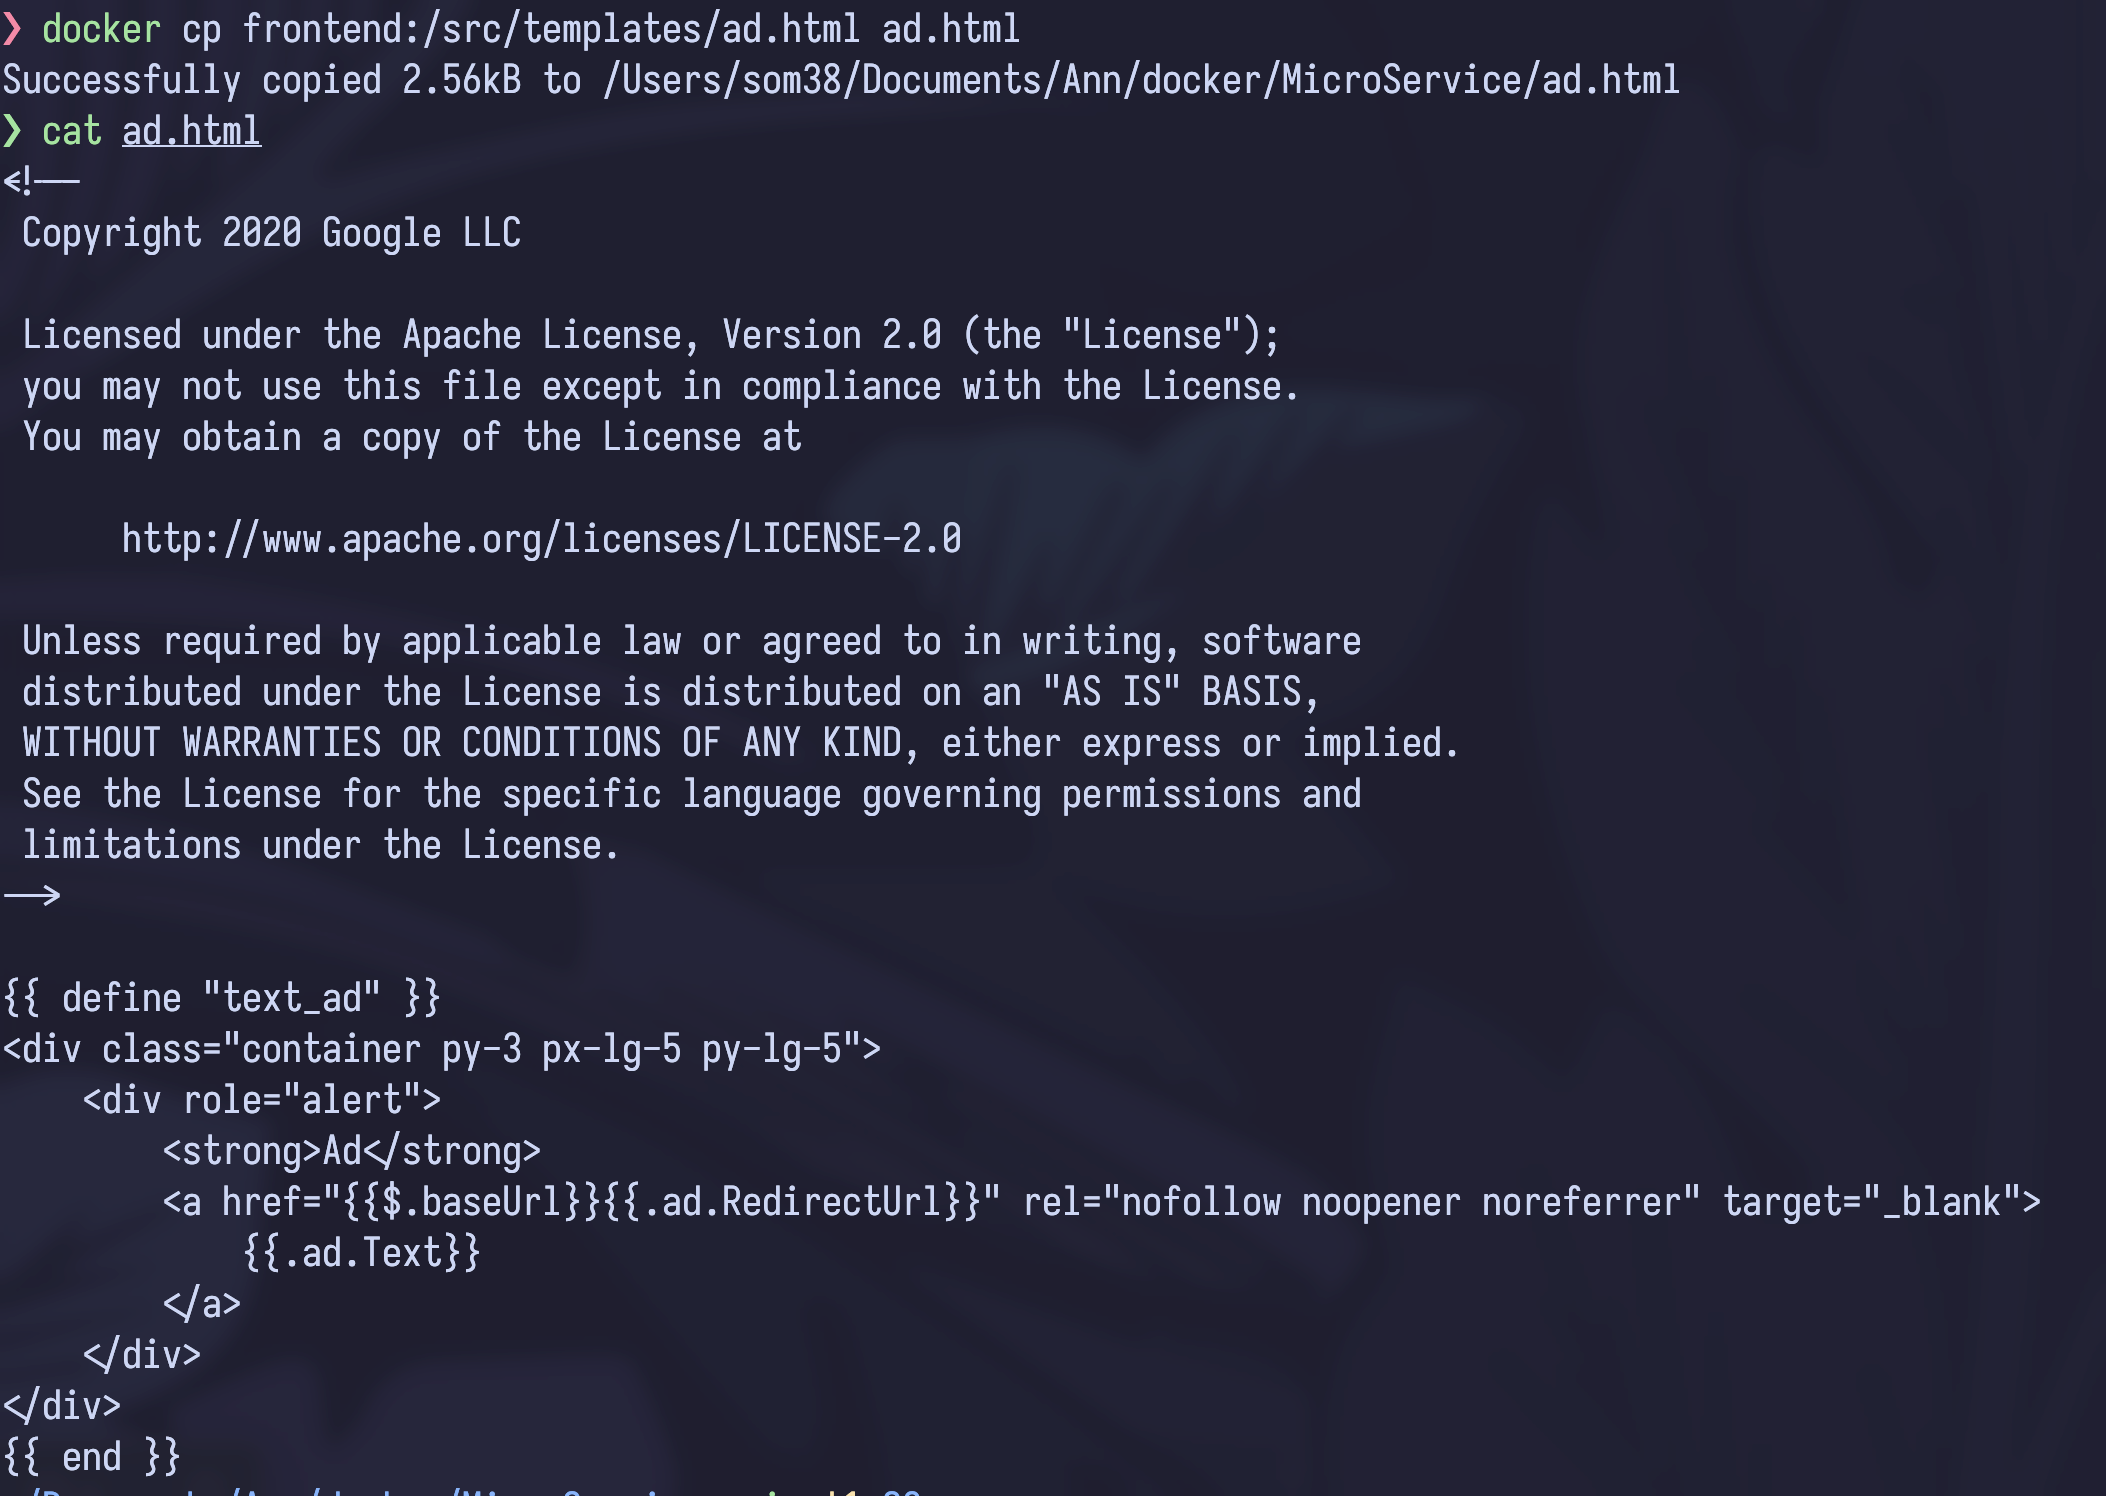 ❯ docker cp frontend:/src/templates/ad.html ad.html
Successfully copied 2.56kB to /Users/som38/Documents/Ann/docker/MicroService/ad.html
❯ cat ad.html
<!--
 Copyright 2020 Google LLC

 Licensed under the Apache License, Version 2.0 (the "License");
 you may not use this file except in compliance with the License.
 You may obtain a copy of the License at

      http://www.apache.org/licenses/LICENSE-2.0

 Unless required by applicable law or agreed to in writing, software
 distributed under the License is distributed on an "AS IS" BASIS,
 WITHOUT WARRANTIES OR CONDITIONS OF ANY KIND, either express or implied.
 See the License for the specific language governing permissions and
 limitations under the License.
-->

{{ define "text_ad" }}
<div class="container py-3 px-lg-5 py-lg-5">
    <div role="alert">
        <strong>Ad</strong>
        <a href="{{$.baseUrl}}{{.ad.RedirectUrl}}" rel="nofollow noopener noreferrer" target="_blank">
            {{.ad.Text}}
        </a>
    </div>
</div>
{{ end }}